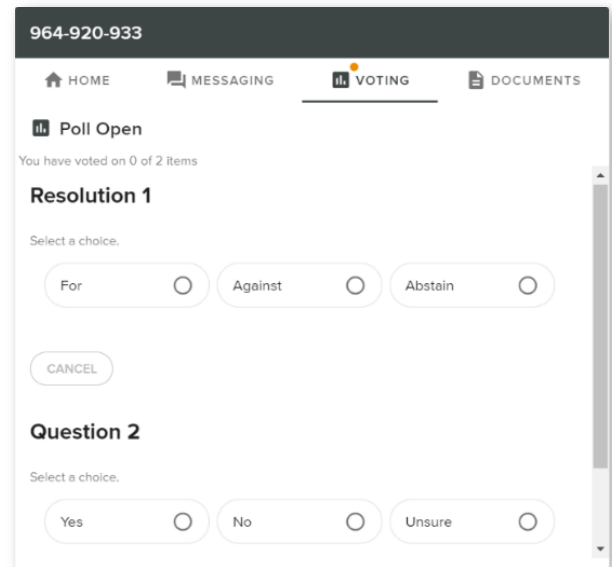 964-920-933
HOME MESSAGING VOTING DOCUMENTS
Poll Open
You have voted on 0 of 2 items
Resolution 1
Select a choice.
For Against Abstain
CANCEL
Question 2
Select a choice.
Yes No Unsure